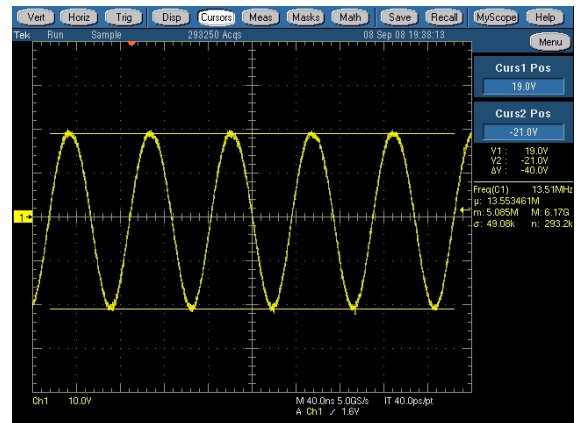 Vert Horiz Trig Disp Cursors Meas Masks Math Save Recall MyScope Help
Tek Run Sample 293250 Acqs 08 Sep 08 19:38:13
Menu
Curs1 Pos
19.0V
Curs2 Pos
-21.0V
V1: 19.0V
V2: -21.0V
ΔV: -40.0V
Freq(C1) 13.51MHz
µ: 13.553461M
m: 5.065M M: 6.17G
σ: 49.08k n: 293.2k
1
Ch1 10.0V M 40.0ns 5.0GS/s IT 40.0ps/pt
A Ch1 / 1.6V